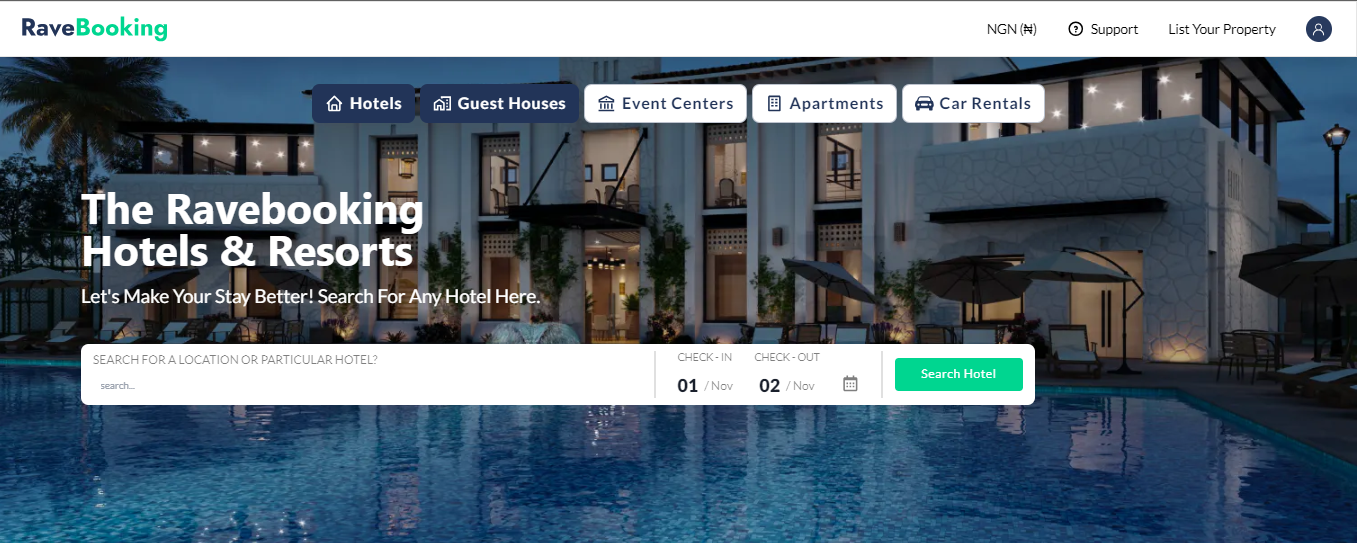 RaveBooking
NGN (₦) Support List Your Property
Hotels Guest Houses Event Centers Apartments Car Rentals
The Ravebooking
Hotels & Resorts
Let's Make Your Stay Better! Search For Any Hotel Here.
SEARCH FOR A LOCATION OR PARTICULAR HOTEL?
search...
CHECK - IN CHECK - OUT
01 / Nov 02 / Nov
Search Hotel